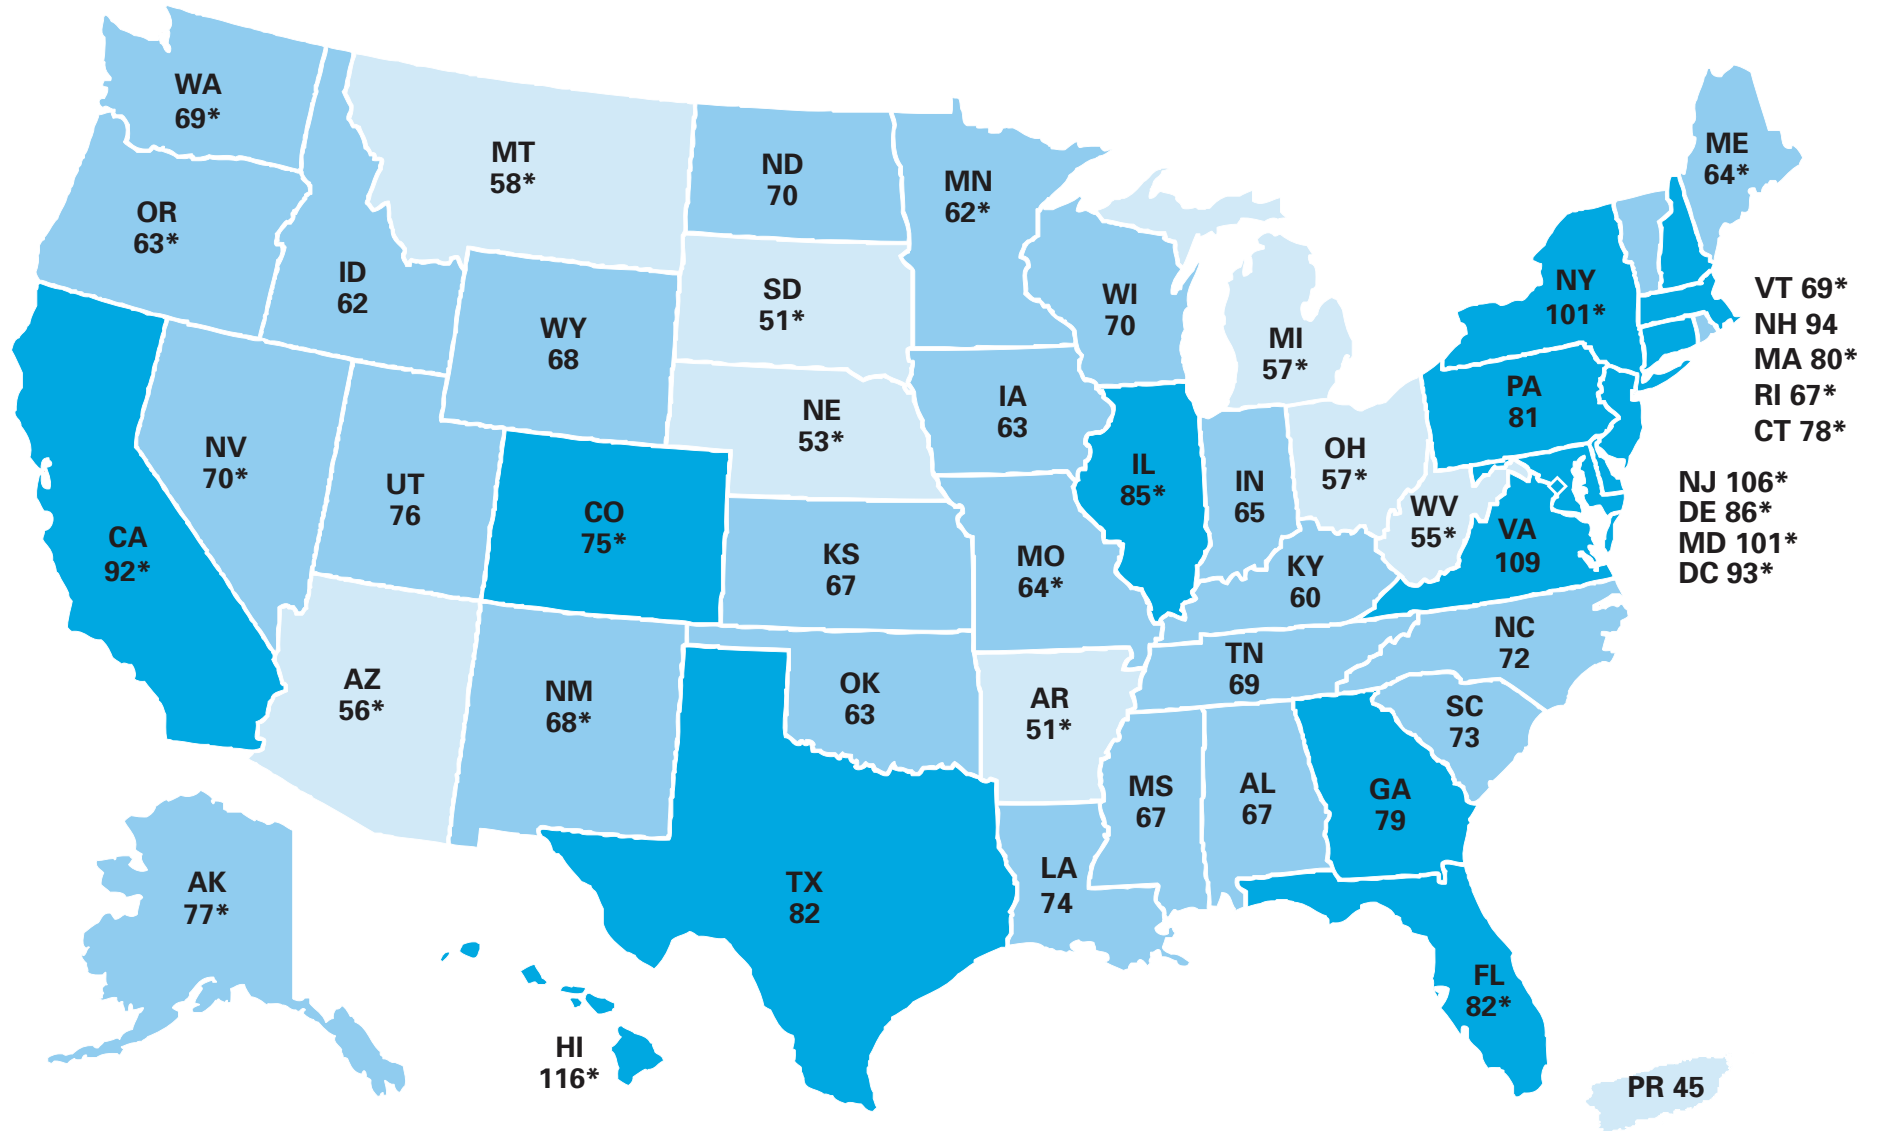 WA
69*
OR
63*
ID
62
MT
58*
ND
70
MN
62*
ME
64*
SD
51*
WY
68
WI
70
MI
57*
NY
101*
VT 69*
NH 94
MA 80*
RI 67*
CT 78*
NE
53*
IA
63
PA
81
NV
70*
UT
76
CO
75*
IL
85*
IN
65
OH
57*
WV
55*
VA
109
NJ 106*
DE 86*
MD 101*
DC 93*
CA
92*
KS
67
MO
64*
KY
60
NC
72
TN
69
AZ
56*
NM
68*
OK
63
AR
51*
SC
73
MS
67
AL
67
GA
79
LA
74
TX
82
AK
77*
FL
82*
HI
116*
PR 45